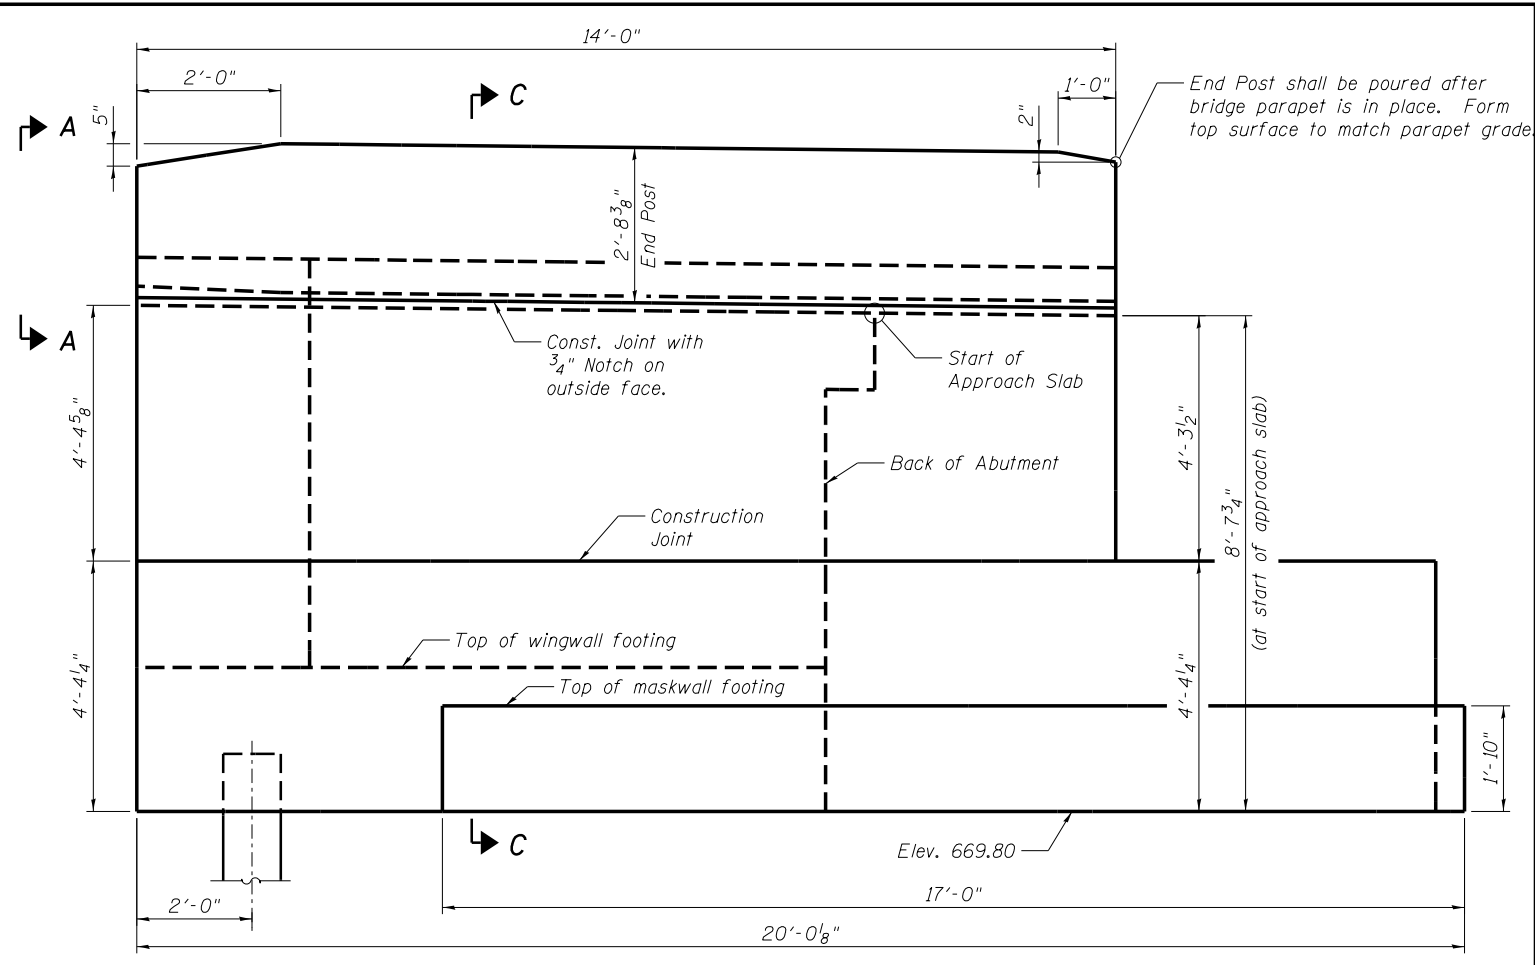 14'-0"
2'-0"
C
1'-0"
End Post shall be poured after
bridge parapet is in place. Form
top surface to match parapet grade.
5"
2"
A
2'-8 3/8"
End Post
Const. Joint with
3/4" Notch on
outside face.
Start of
Approach Slab
A
4'-4 5/8"
4'-3 1/2"
8'-7 3/4"
(at start of approach slab)
Back of Abutment
Construction
Joint
Top of wingwall footing
Top of maskwall footing
4'-4 1/4"
4'-4 1/4"
1'-10"
C
Elev. 669.80
2'-0"
17'-0"
20'-0 1/8"